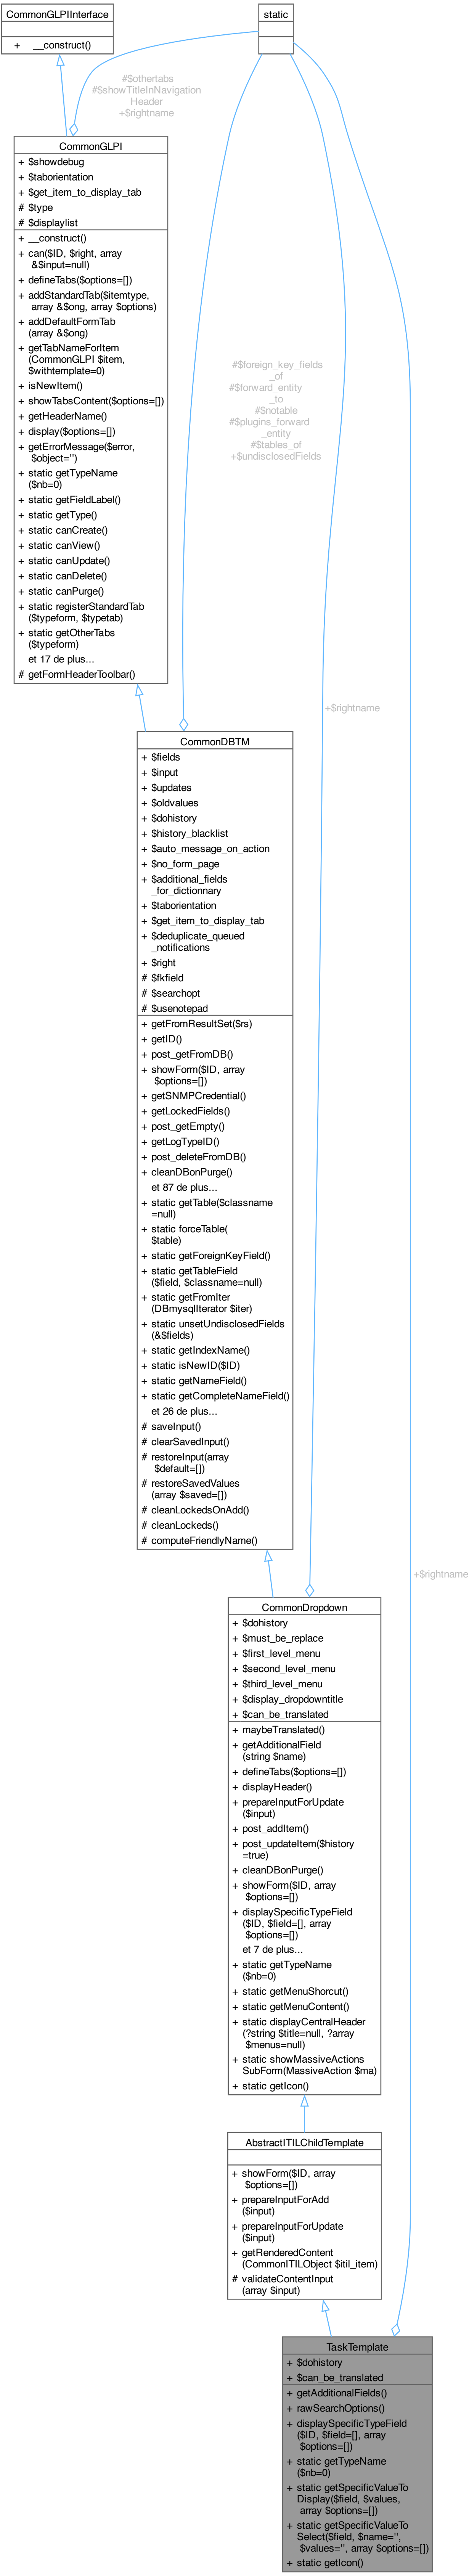 CommonGLPIInterface
+ __construct()
static
#$othertabs
#$showTitleInNavigation
Header
+$rightname
CommonGLPI
+ $showdebug
+ $taborientation
+ $get_item_to_display_tab
# $type
# $displaylist
+ __construct()
+ can($ID, $right, array
&$input=null)
+ defineTabs($options=[])
+ addStandardTab($itemtype,
array &$ong, array $options)
+ addDefaultFormTab
(array &$ong)
+ getTabNameForItem
(CommonGLPI $item,
$withtemplate=0)
+ isNewItem()
+ showTabsContent($options=[])
+ getHeaderName()
+ display($options=[])
+ getErrorMessage($error,
$object='')
+ static getTypeName
($nb=0)
+ static getFieldLabel()
+ static getType()
+ static canCreate()
+ static canView()
+ static canUpdate()
+ static canDelete()
+ static canPurge()
+ static registerStandardTab
($typeform, $typetab)
+ static getOtherTabs
($typeform)
et 17 de plus...
# getFormHeaderToolbar()
#$foreign_key_fields
_of
#$forward_entity
_to
#$notable
#$plugins_forward
_entity
#$tables_of
+$undisclosedFields
+$rightname
CommonDBTM
+ $fields
+ $input
+ $updates
+ $oldvalues
+ $dohistory
+ $history_blacklist
+ $auto_message_on_action
+ $no_form_page
+ $additional_fields
_for_dictionnary
+ $taborientation
+ $get_item_to_display_tab
+ $deduplicate_queued
_notifications
+ $right
# $fkfield
# $searchopt
# $usenotepad
+ getFromResultSet($rs)
+ getID()
+ post_getFromDB()
+ showForm($ID, array
$options=[])
+ getSNMPCredential()
+ getLockedFields()
+ post_getEmpty()
+ getLogTypeID()
+ post_deleteFromDB()
+ cleanDBonPurge()
et 87 de plus...
+ static getTable($classname
=null)
+ static forceTable(
$table)
+ static getForeignKeyField()
+ static getTableField
($field, $classname=null)
+ static getFromIter
(DBmysqlIterator $iter)
+ static unsetUndisclosedFields
(&$fields)
+ static getIndexName()
+ static isNewID($ID)
+ static getNameField()
+ static getCompleteNameField()
et 26 de plus...
# saveInput()
# clearSavedInput()
# restoreInput(array
$default=[])
# restoreSavedValues
(array $saved=[])
# cleanLockedsOnAdd()
# cleanLockeds()
# computeFriendlyName()
+$rightname
CommonDropdown
+ $dohistory
+ $must_be_replace
+ $first_level_menu
+ $second_level_menu
+ $third_level_menu
+ $display_dropdowntitle
+ $can_be_translated
+ maybeTranslated()
+ getAdditionalField
(string $name)
+ defineTabs($options=[])
+ displayHeader()
+ prepareInputForUpdate
($input)
+ post_addItem()
+ post_updateItem($history
=true)
+ cleanDBonPurge()
+ showForm($ID, array
$options=[])
+ displaySpecificTypeField
($ID, $field=[], array
$options=[])
et 7 de plus...
+ static getTypeName
($nb=0)
+ static getMenuShorcut()
+ static getMenuContent()
+ static displayCentralHeader
(?string $title=null, ?array
$menus=null)
+ static showMassiveActions
SubForm(MassiveAction $ma)
+ static getIcon()
AbstractITILChildTemplate
+ showForm($ID, array
$options=[])
+ prepareInputForAdd
($input)
+ prepareInputForUpdate
($input)
+ getRenderedContent
(CommonITILObject $itil_item)
# validateContentInput
(array $input)
TaskTemplate
+ $dohistory
+ $can_be_translated
+ getAdditionalFields()
+ rawSearchOptions()
+ displaySpecificTypeField
($ID, $field=[], array
$options=[])
+ static getTypeName
($nb=0)
+ static getSpecificValueTo
Display($field, $values,
array $options=[])
+ static getSpecificValueTo
Select($field, $name='',
$values='', array $options=[])
+ static getIcon()